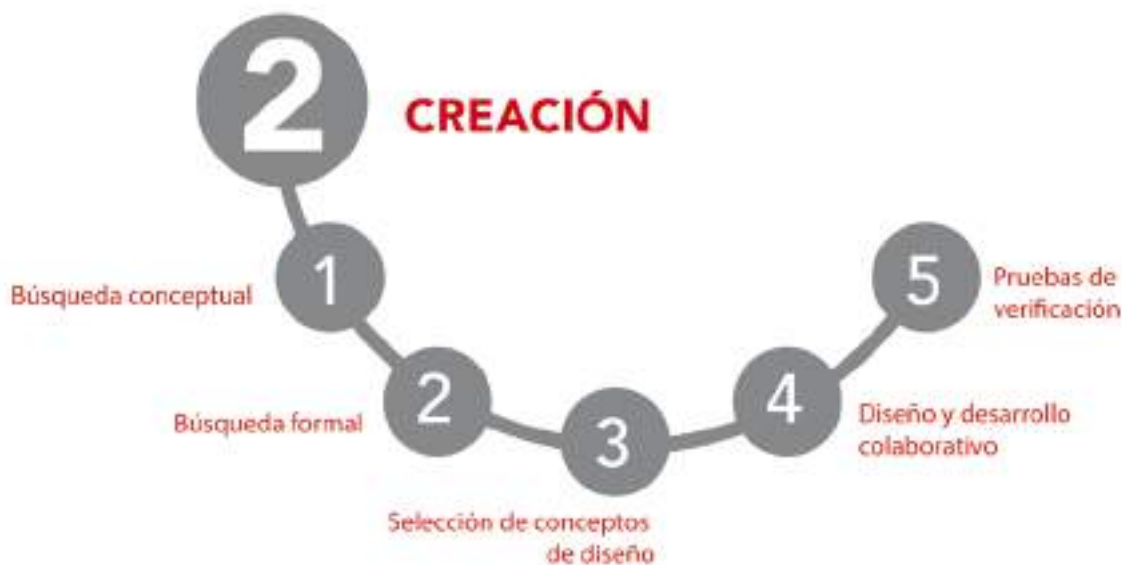 2
CREACIÓN
1
Búsqueda conceptual
2
Búsqueda formal
3
Selección de conceptos
de diseño
4
Diseño y desarrollo
colaborativo
5
Pruebas de
verificación